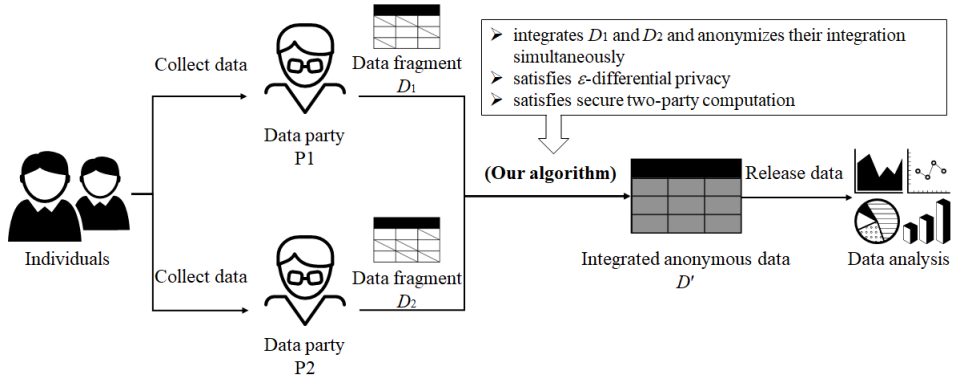 ➢ integrates D1 and D2 and anonymizes their integration
simultaneously
➢ satisfies ε-differential privacy
➢ satisfies secure two-party computation
Collect data
Data fragment
D1
Data party
P1
Individuals
(Our algorithm)
Release data
Integrated anonymous data
D'
Data analysis
Collect data
Data fragment
D2
Data party
P2